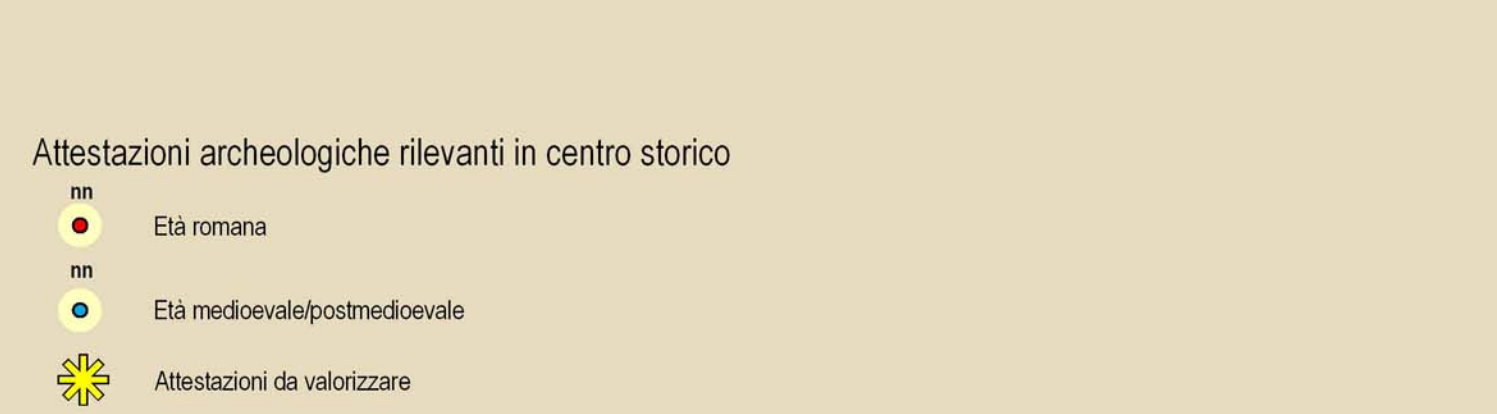 Attestazioni archeologiche rilevanti in centro storico
nn
Età romana
nn
Età medioevale/postmedioevale
Attestazioni da valorizzare